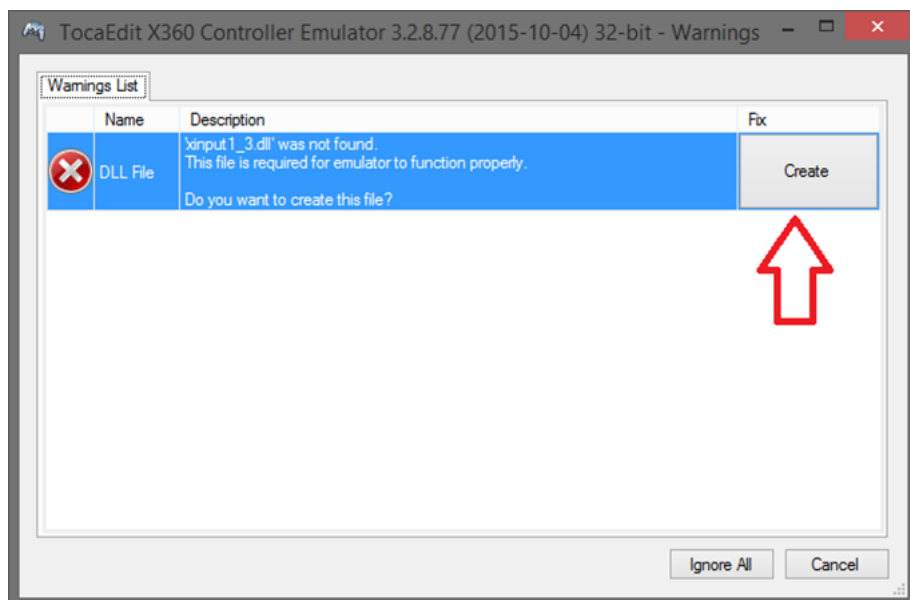 TocaEdit X360 Controller Emulator 3.2.8.77 (2015-10-04) 32-bit - Warnings
Warnings List
Name Description Fix
'xinput1_3.dll' was not found.
This file is required for emulator to function properly.
DLL File
Create
Do you want to create this file?
Ignore All Cancel